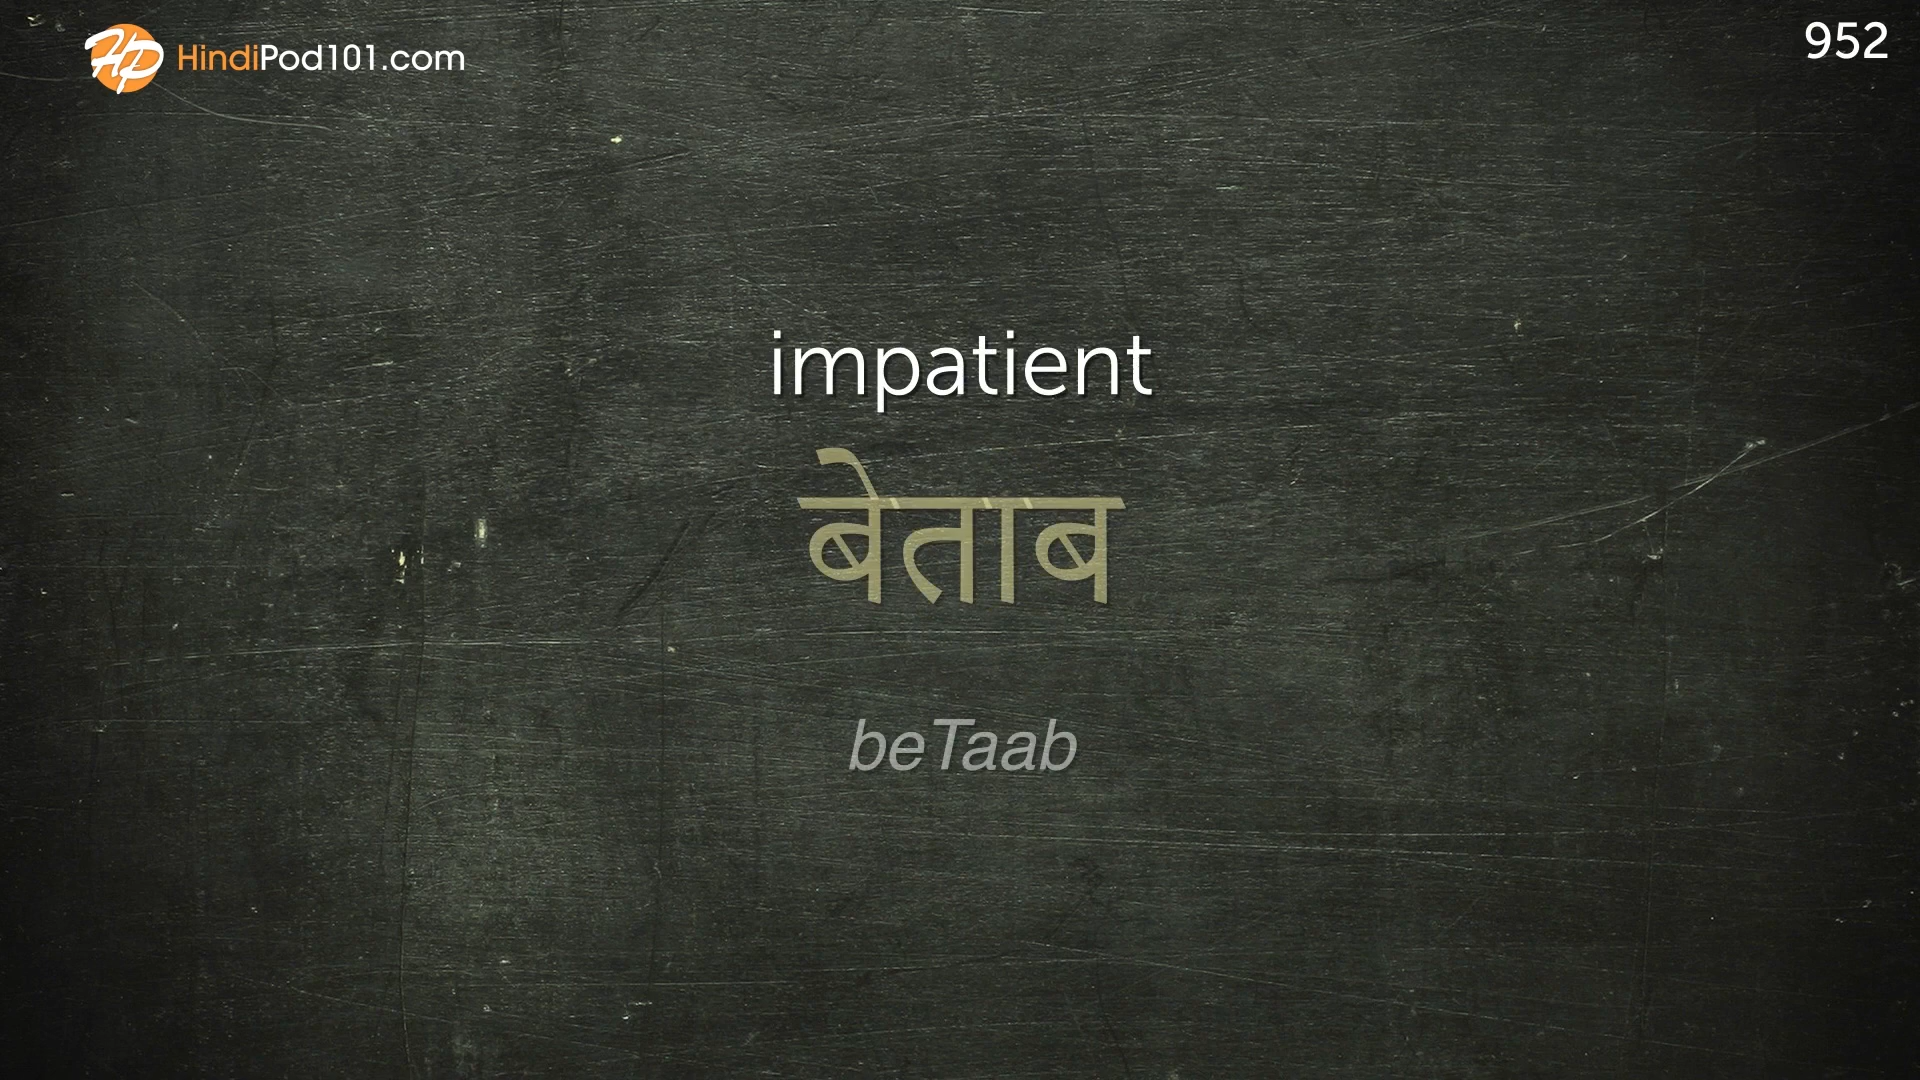 HindiPod101.com
952
impatient
बेताब
beTaab